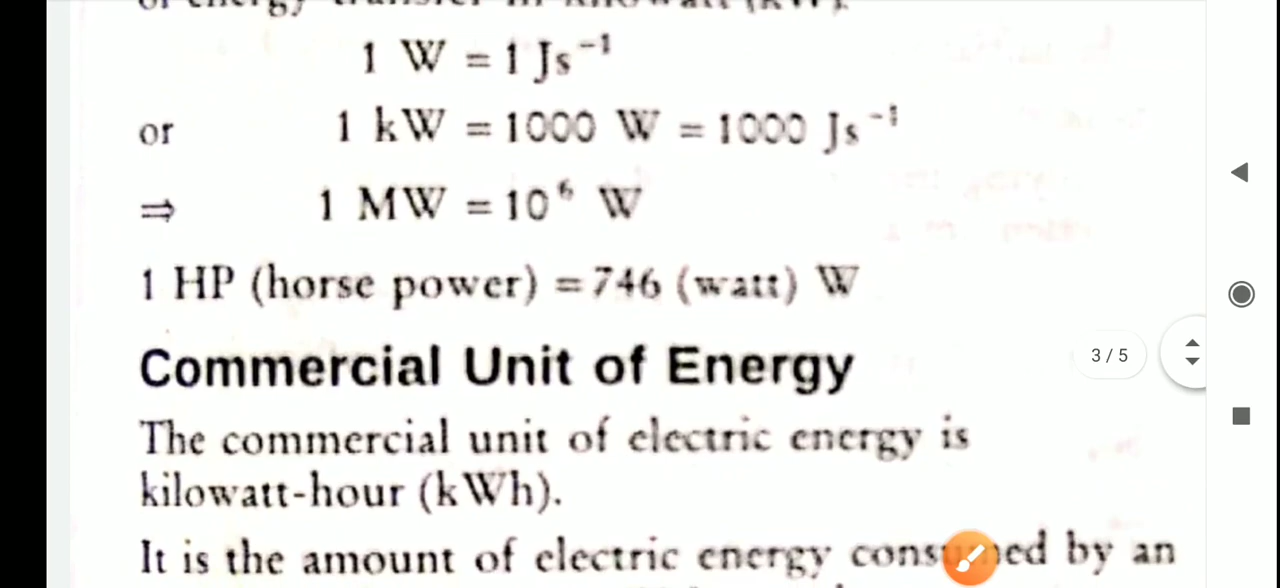 1 W = 1 Js⁻¹
or 1 kW = 1000 W = 1000 Js⁻¹
⇒ 1 MW = 10⁶ W
1 HP (horse power) = 746 (watt) W
Commercial Unit of Energy
3 / 5
The commercial unit of electric energy is
kilowatt-hour (kWh).
It is the amount of electric energy consumed by an